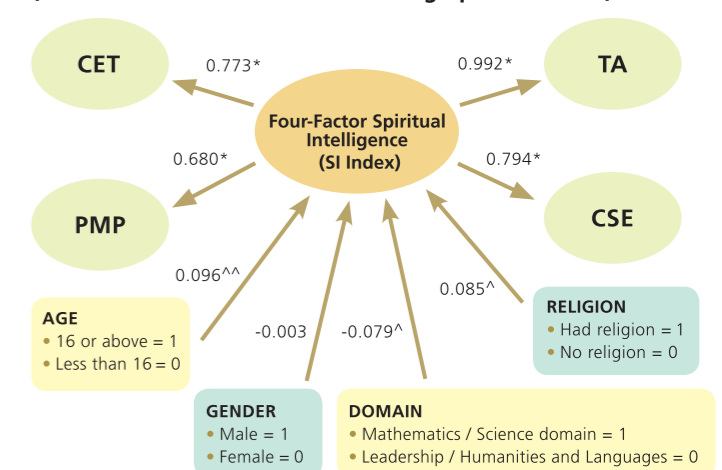 CET
0.773*
0.992*
TA
Four-Factor Spiritual
Intelligence
(SI Index)
0.680*
0.794*
PMP
CSE
0.096^^
-0.003
-0.079^
0.085^
AGE
• 16 or above = 1
• Less than 16 = 0
RELIGION
• Had religion = 1
• No religion = 0
GENDER
• Male = 1
• Female = 0
DOMAIN
• Mathematics / Science domain = 1
• Leadership / Humanities and Languages = 0